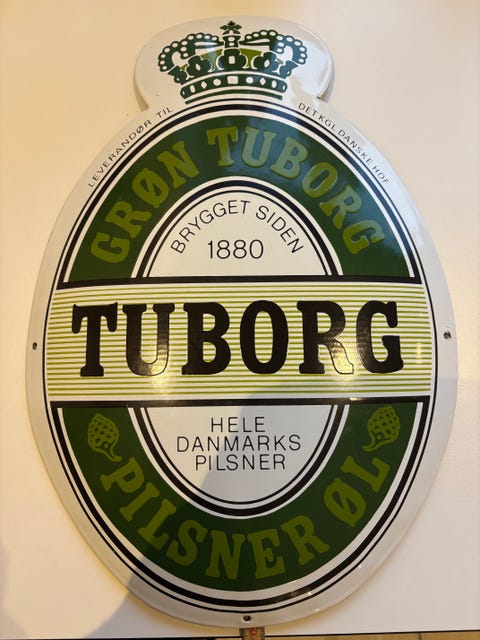 LEVERANDØR TIL DET KGL. DANSKE HOF
GRØN TUBORG
BRYGGET SIDEN
1880
TUBORG
HELE
DANMARKS
PILSNER
PILSNER ØL